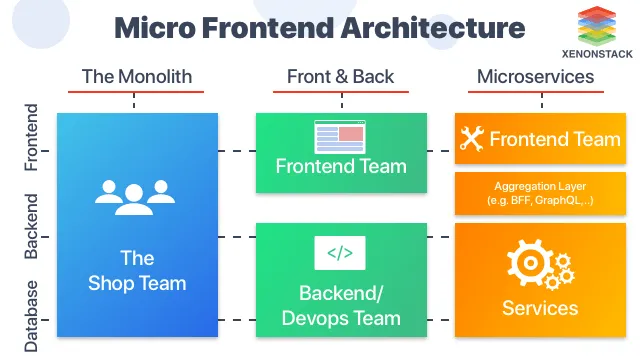 Micro Frontend Architecture
XENONSTACK
The Monolith
Front & Back
Microservices
Frontend
Backend
Database
The
Shop Team
Frontend Team
</>
Backend/
Devops Team
Frontend Team
Aggregation Layer
(e.g. BFF, GraphQL,..)
Services